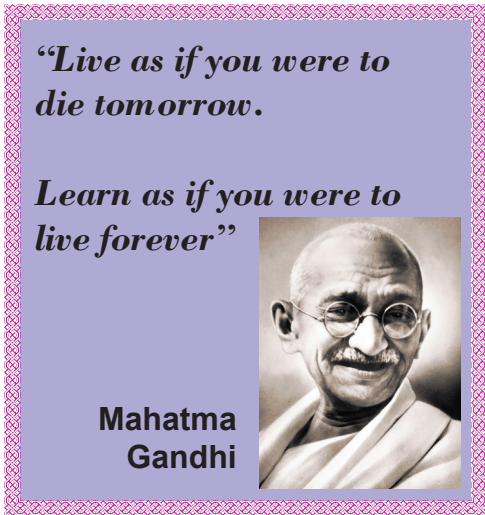 “Live as if you were to
die tomorrow.
Learn as if you were to
live forever”
Mahatma
Gandhi